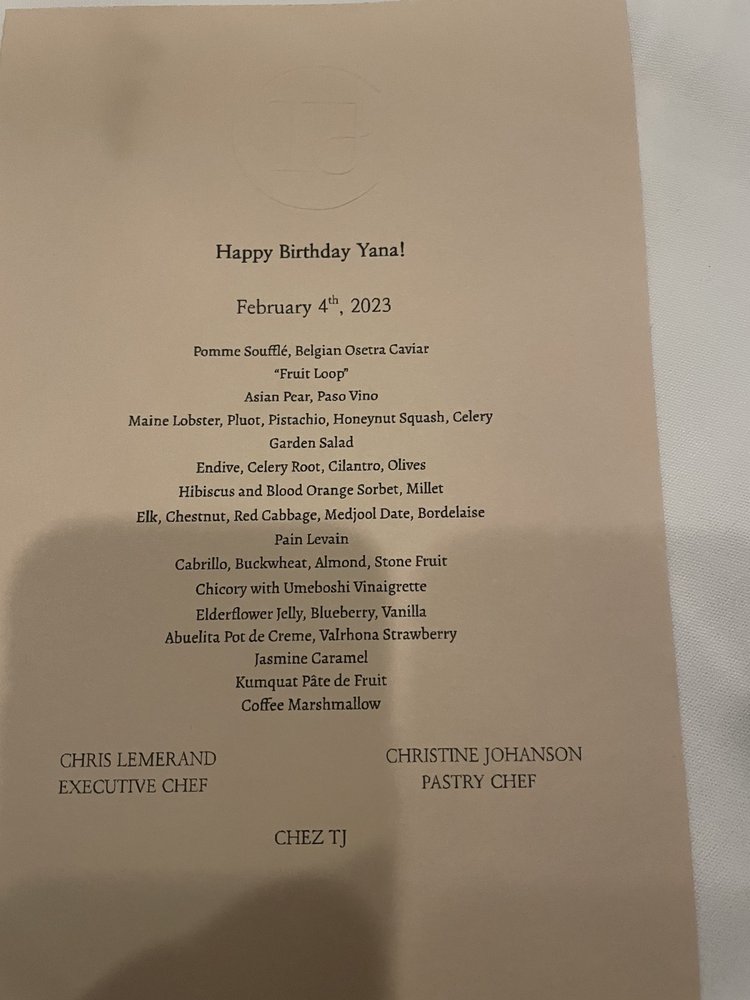 TJ
Happy Birthday Yana!
February 4th, 2023
Pomme Soufflé, Belgian Osetra Caviar
“Fruit Loop”
Asian Pear, Paso Vino
Maine Lobster, Pluot, Pistachio, Honeynut Squash, Celery
Garden Salad
Endive, Celery Root, Cilantro, Olives
Hibiscus and Blood Orange Sorbet, Millet
Elk, Chestnut, Red Cabbage, Medjool Date, Bordelaise
Pain Levain
Cabrillo, Buckwheat, Almond, Stone Fruit
Chicory with Umeboshi Vinaigrette
Elderflower Jelly, Blueberry, Vanilla
Abuelita Pot de Creme, Valrhona Strawberry
Jasmine Caramel
Kumquat Pâte de Fruit
Coffee Marshmallow
CHRIS LEMERAND CHRISTINE JOHANSON
EXECUTIVE CHEF PASTRY CHEF
CHEZ TJ